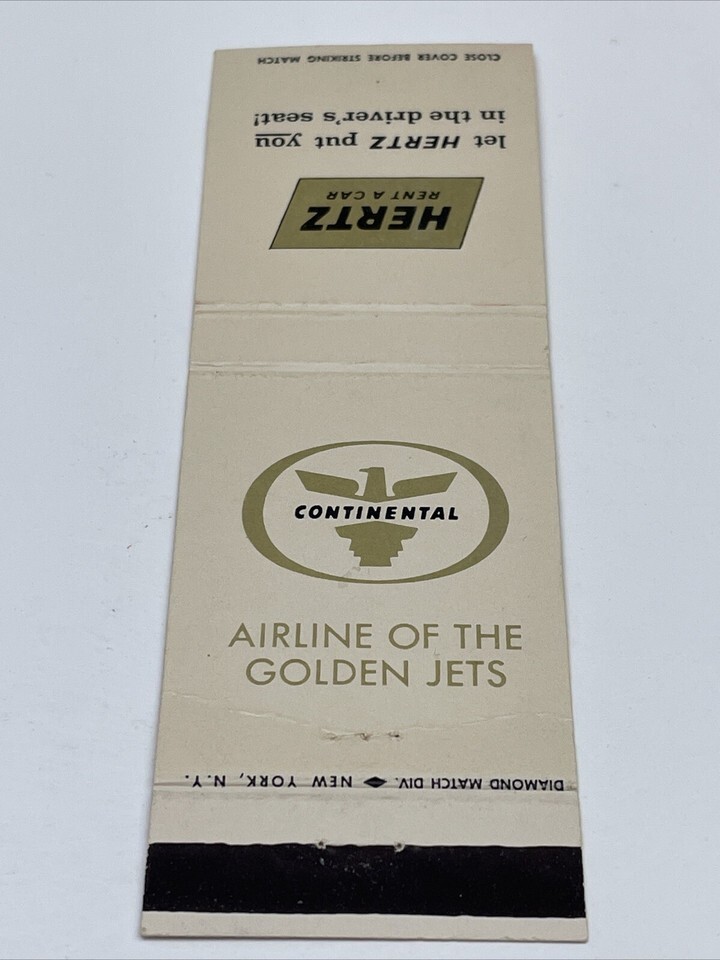 CLOSE COVER BEFORE STRIKING MATCH
let HERTZ put you
in the driver's seat!
HERTZ
RENT A CAR
CONTINENTAL
AIRLINE OF THE
GOLDEN JETS
DIAMOND MATCH DIV. NEW YORK, N.Y.